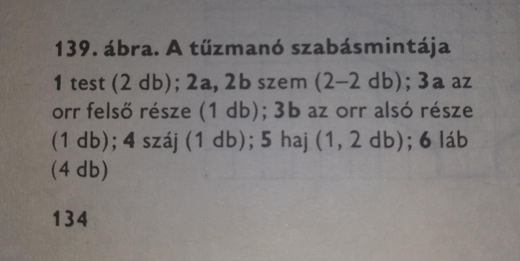 139. ábra. A tűzmanó szabásmintája
1 test (2 db); 2a, 2b szem (2–2 db); 3a az
orr felső része (1 db); 3b az orr alsó része
(1 db); 4 száj (1 db); 5 haj (1, 2 db); 6 láb
(4 db)
134